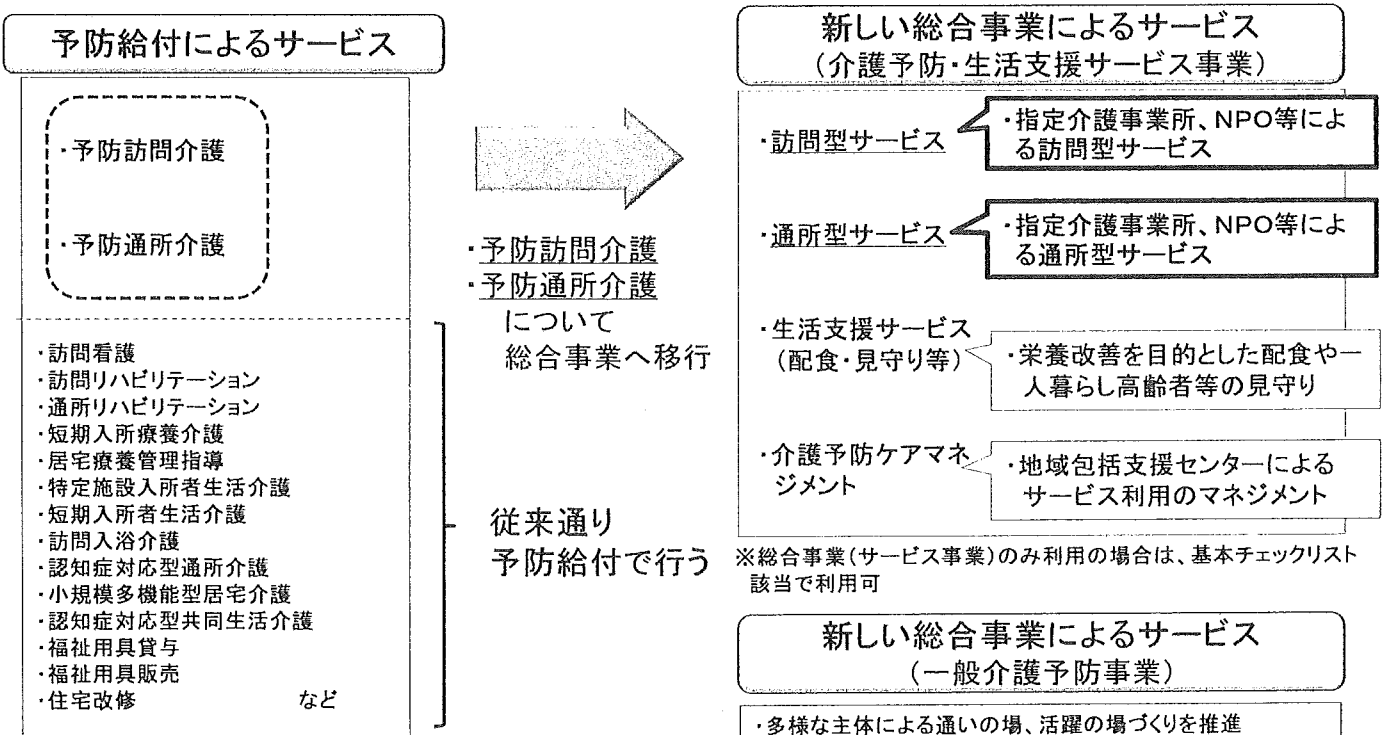 予防給付によるサービス
・予防訪問介護
・予防通所介護
・訪問看護
・訪問リハビリテーション
・通所リハビリテーション
・短期入所療養介護
・居宅療養管理指導
・特定施設入所者生活介護
・短期入所者生活介護
・訪問入浴介護
・認知症対応型通所介護
・小規模多機能型居宅介護
・認知症対応型共同生活介護
・福祉用具貸与
・福祉用具販売
・住宅改修 など
・予防訪問介護
・予防通所介護
について
総合事業へ移行
従来通り
予防給付で行う
新しい総合事業によるサービス
(介護予防・生活支援サービス事業)
・訪問型サービス
・指定介護事業所、NPO等によ
る訪問型サービス
・通所型サービス
・指定介護事業所、NPO等によ
る通所型サービス
・生活支援サービス
(配食・見守り等)
・栄養改善を目的とした配食や一
人暮らし高齢者等の見守り
・介護予防ケアマネ
ジメント
・地域包括支援センターによる
サービス利用のマネジメント
※総合事業(サービス事業)のみ利用の場合は、基本チェックリスト
該当で利用可
新しい総合事業によるサービス
(一般介護予防事業)
・多様な主体による通いの場、活躍の場づくりを推進